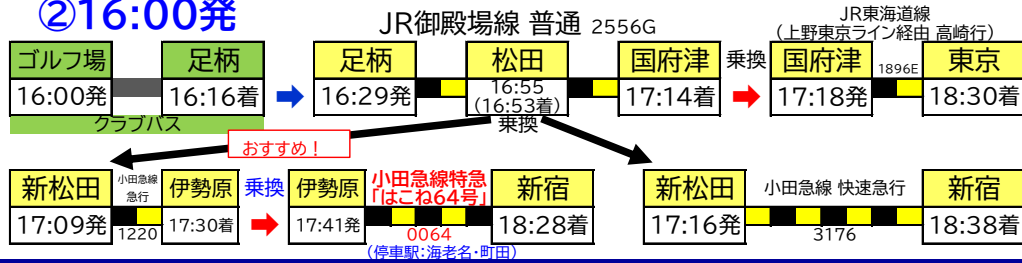 ②16:00発
JR御殿場線 普通 2556G
JR東海道線
(上野東京ライン経由 高崎行)
ゴルフ場 足柄 足柄 松田 国府津 乗換 国府津 1896E 東京
16:00発 16:16着 16:29発 16:55 17:14着 17:18発 18:30着
(16:53着)
クラブバス 乗換
おすすめ!
新松田 小田急線 伊勢原 乗換 伊勢原 小田急線特急 新宿 新松田 小田急線 快速急行 新宿
急行 「はこね64号」
17:09発 1220 17:30着 17:41発 0064 18:28着 17:16発 3176 18:38着
(停車駅:海老名・町田)